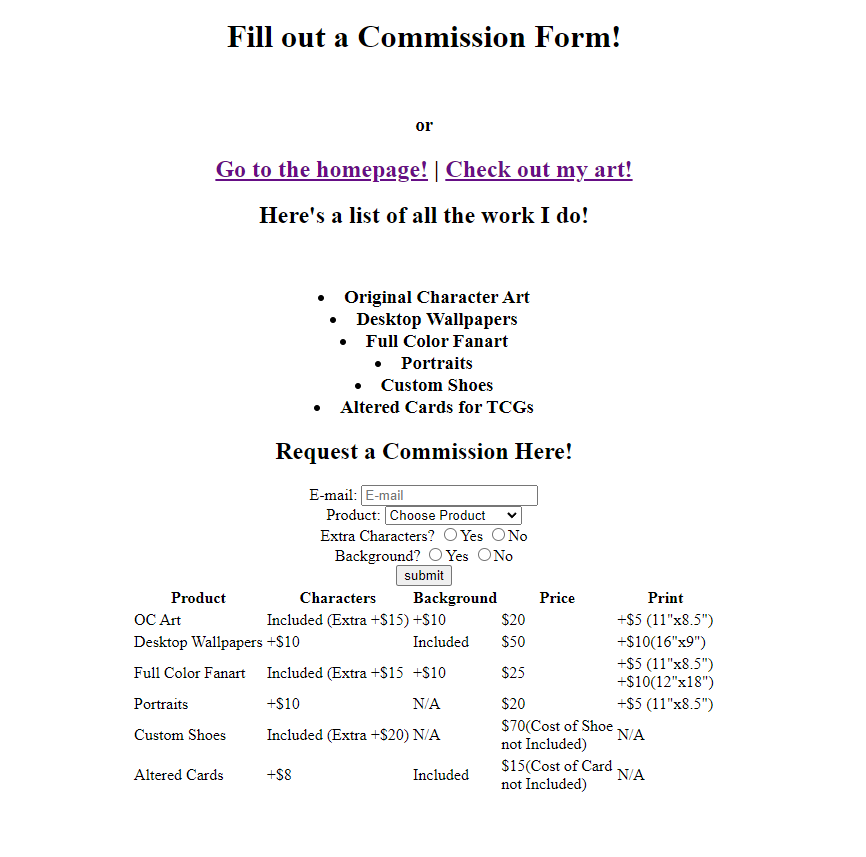 Fill out a Commission Form!
or
Go to the homepage! | Check out my art!
Here's a list of all the work I do!
• Original Character Art
• Desktop Wallpapers
• Full Color Fanart
• Portraits
• Custom Shoes
• Altered Cards for TCGs
Request a Commission Here!
E-mail: E-mail
Product: Choose Product
Extra Characters? Yes No
Background? Yes No
submit
Product Characters Background Price Print
OC Art Included (Extra +$15) +$10 $20 +$5 (11"x8.5")
Desktop Wallpapers +$10 Included $50 +$10(16"x9")
Full Color Fanart Included (Extra +$15 +$10 $25 +$5 (11"x8.5")
+$10(12"x18")
Portraits +$10 N/A $20 +$5 (11"x8.5")
Custom Shoes Included (Extra +$20) N/A $70(Cost of Shoe
not Included) N/A
Altered Cards +$8 Included $15(Cost of Card
not Included) N/A